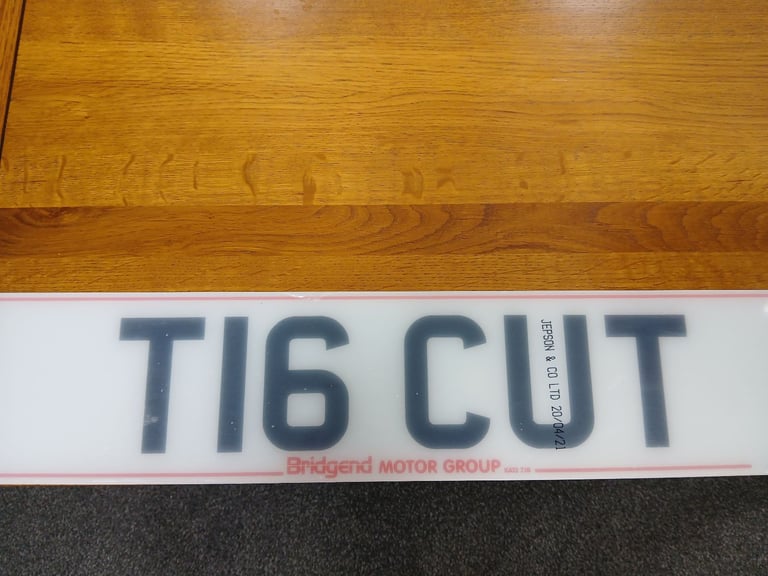 T16 CUT
JEPSON & CO LTD 20/04/21
Bridgend MOTOR GROUP